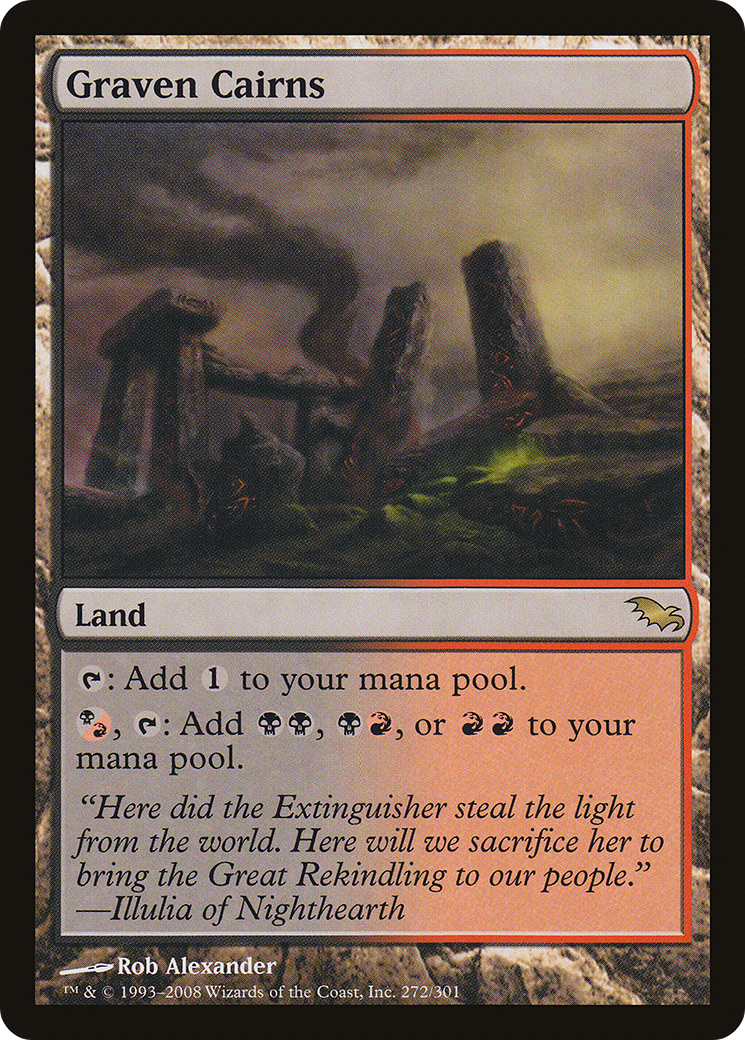 Graven Cairns
Land
: Add 1 to your mana pool.
, : Add , , or to your
mana pool.
“Here did the Extinguisher steal the light
from the world. Here will we sacrifice her to
bring the Great Rekindling to our people.”
—Illulia of Nighthearth
Rob Alexander
™ & © 1993–2008 Wizards of the Coast, Inc. 272/301